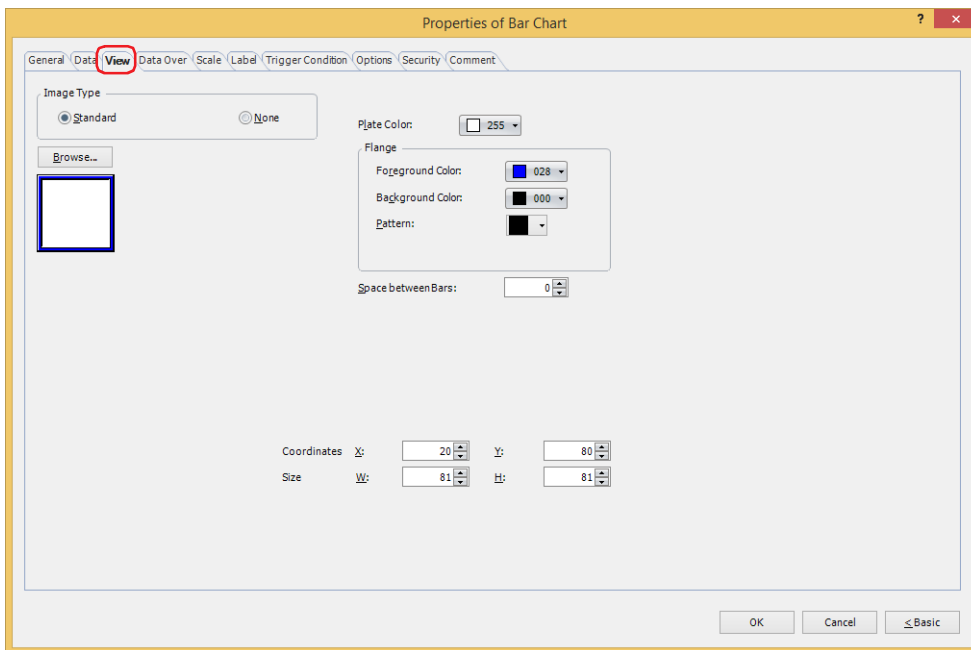 Properties of Bar Chart
?
General Data View Data Over Scale Label Trigger Condition Options Security Comment
Image Type
Standard None
Browse...
Plate Color: 255
Flange
Foreground Color: 028
Background Color: 000
Pattern:
Space between Bars: 0
Coordinates X: 20 Y: 80
Size W: 81 H: 81
OK Cancel < Basic